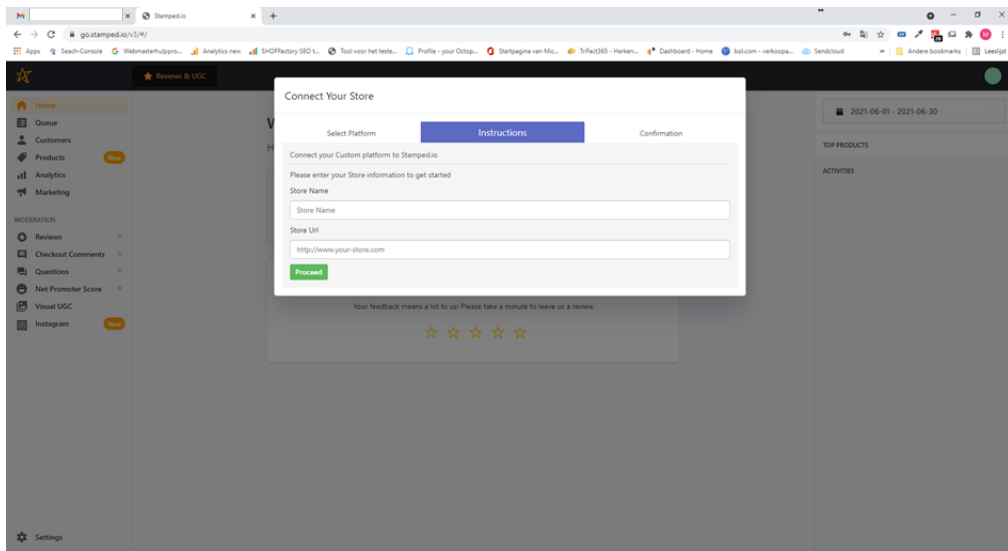 Stamped.io
go.stamped.io/v3/#/
Apps
Seach-Console
Webmasterhulppro...
Analytics new
SHOPFactory SEO t...
Tool voor het teste...
Profile - your Octop...
Startpagina van Mic...
TriFact365 - Herken...
Dashboard - Home
bol.com - verkoopa...
Sendcloud
Andere bookmarks
Leeslijst
Reviews & UGC
Home
Queue
Customers
Products New
Analytics
Marketing
MODERATION
Reviews
Checkout Comments
Questions
Net Promoter Score
Visual UGC
Instagram New
Settings
Connect Your Store
Select Platform
Instructions
Confirmation
Connect your Custom platform to Stamped.io
Please enter your Store information to get started
Store Name
Store Name
Store Url
http://www.your-store.com
Proceed
Your feedback means a lot to us! Please take a minute to leave us a review
2021-06-01 - 2021-06-30
TOP PRODUCTS
ACTIVITIES